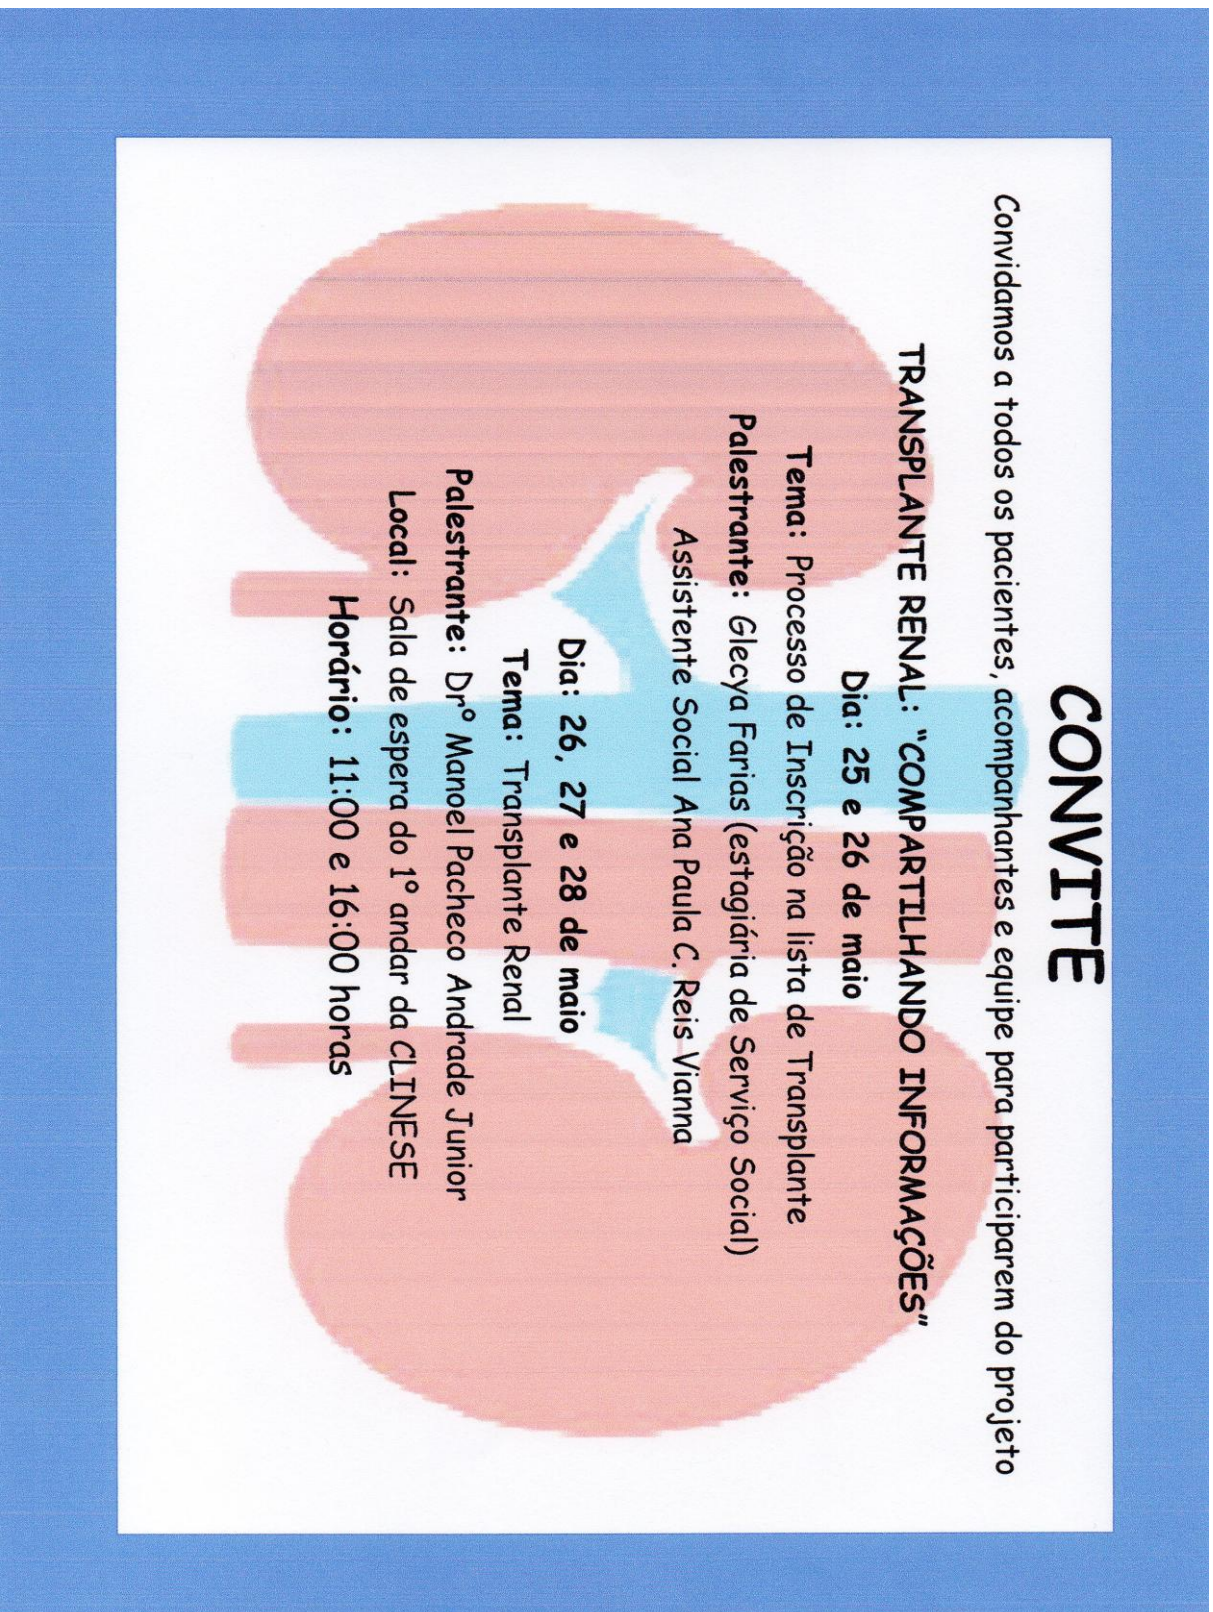 CONVITE
Convidamos a todos os pacientes, acompanhantes e equipe para participarem do projeto
TRANSPLANTE RENAL: "COMPARTILHANDO INFORMAÇÕES"
Dia: 25 e 26 de maio
Tema: Processo de Inscrição na lista de Transplante
Palestrante: Glecya Farias (estagiária de Serviço Social)
Assistente Social Ana Paula C. Reis Vianna
Dia: 26, 27 e 28 de maio
Tema: Transplante Renal
Palestrante: Drº Manoel Pacheco Andrade Junior
Local: Sala de espera do 1º andar da CLINESE
Horário: 11:00 e 16:00 horas